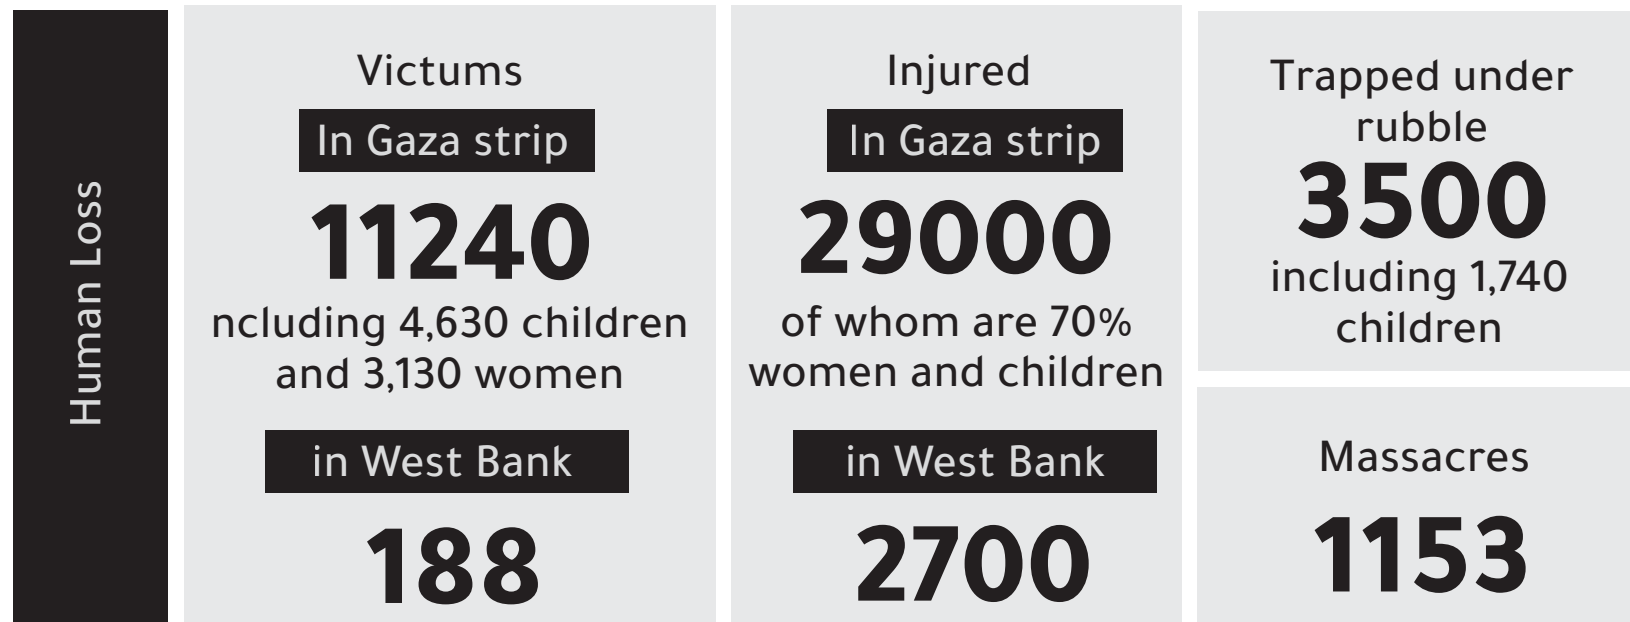 Human Loss
Victums
In Gaza strip
11240
ncluding 4,630 children
and 3,130 women
in West Bank
188
Injured
In Gaza strip
29000
of whom are 70%
women and children
in West Bank
2700
Trapped under
rubble
3500
including 1,740
children
Massacres
1153